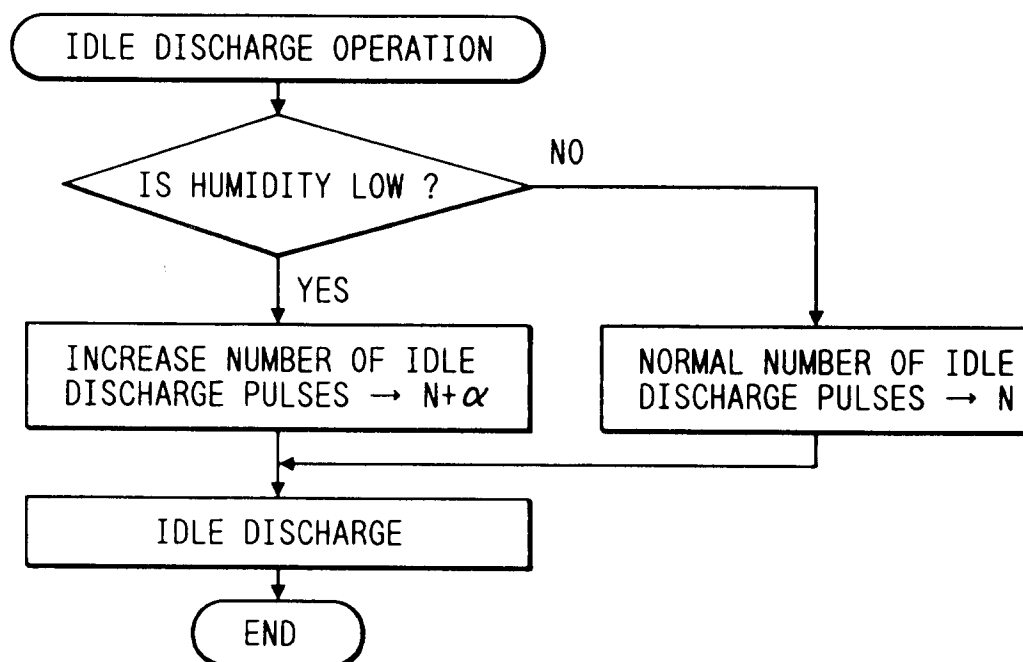 IDLE DISCHARGE OPERATION
IS HUMIDITY LOW ?
NO
YES
INCREASE NUMBER OF IDLE
DISCHARGE PULSES → N+α
NORMAL NUMBER OF IDLE
DISCHARGE PULSES → N
IDLE DISCHARGE
END